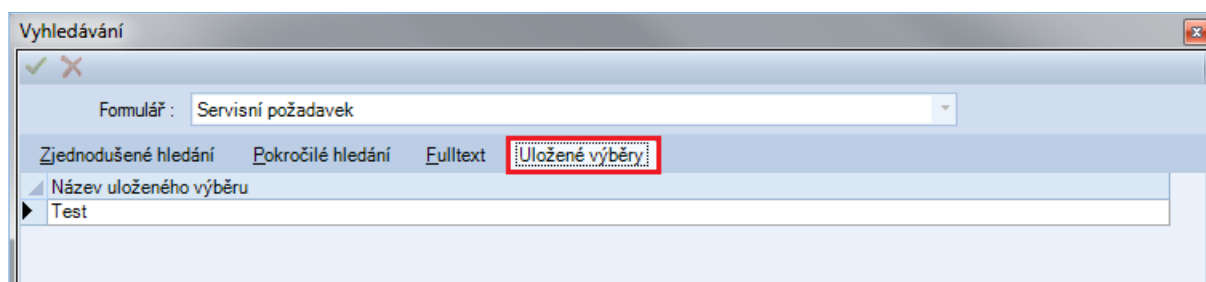 Vyhledávání
Formulář : Servisní požadavek
Zjednodušené hledání Pokročilé hledání Fulltext Uložené výběry
Název uloženého výběru
Test